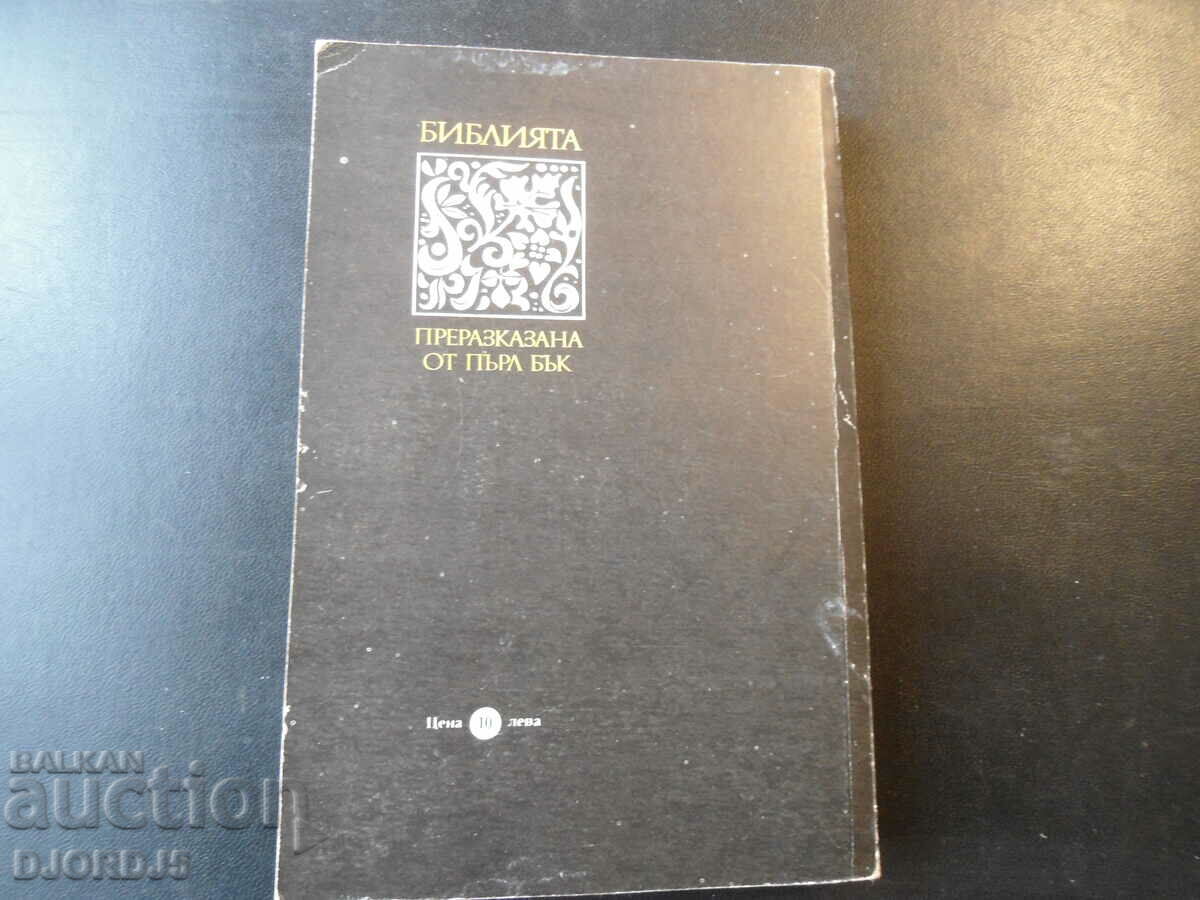 БИБЛИЯТА
ПРЕРАЗКАЗАНА
ОТ ПЪРЛ БЪК
Цена 10 лева
BALKAN
auction
DJORDJ5